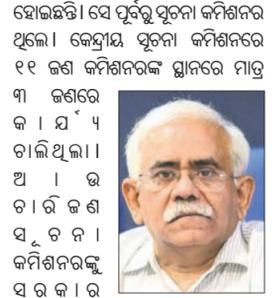 ହୋଇଛନ୍ତି। ସେ ପୂର୍ବରୁ ସୂଚନା କମିଶନର
ଥିଲେ। କେନ୍ଦ୍ରୀୟ ସୂଚନା କମିଶନରେ
୧୧ ଜଣ କମିଶନରଙ୍କ ସ୍ଥାନରେ ମାତ୍ର
୩ ଜଣରେ
କାର୍ଯ୍ୟ
ଚାଲିଥିଲା।
ଆଉ
ଚାରିଜଣ
ସୂଚନା
କମିଶନରଙ୍କୁ
ସରକାର